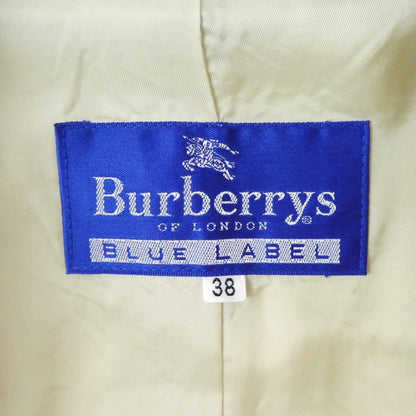 Burberrys
OF LONDON
BLUE LABEL
38